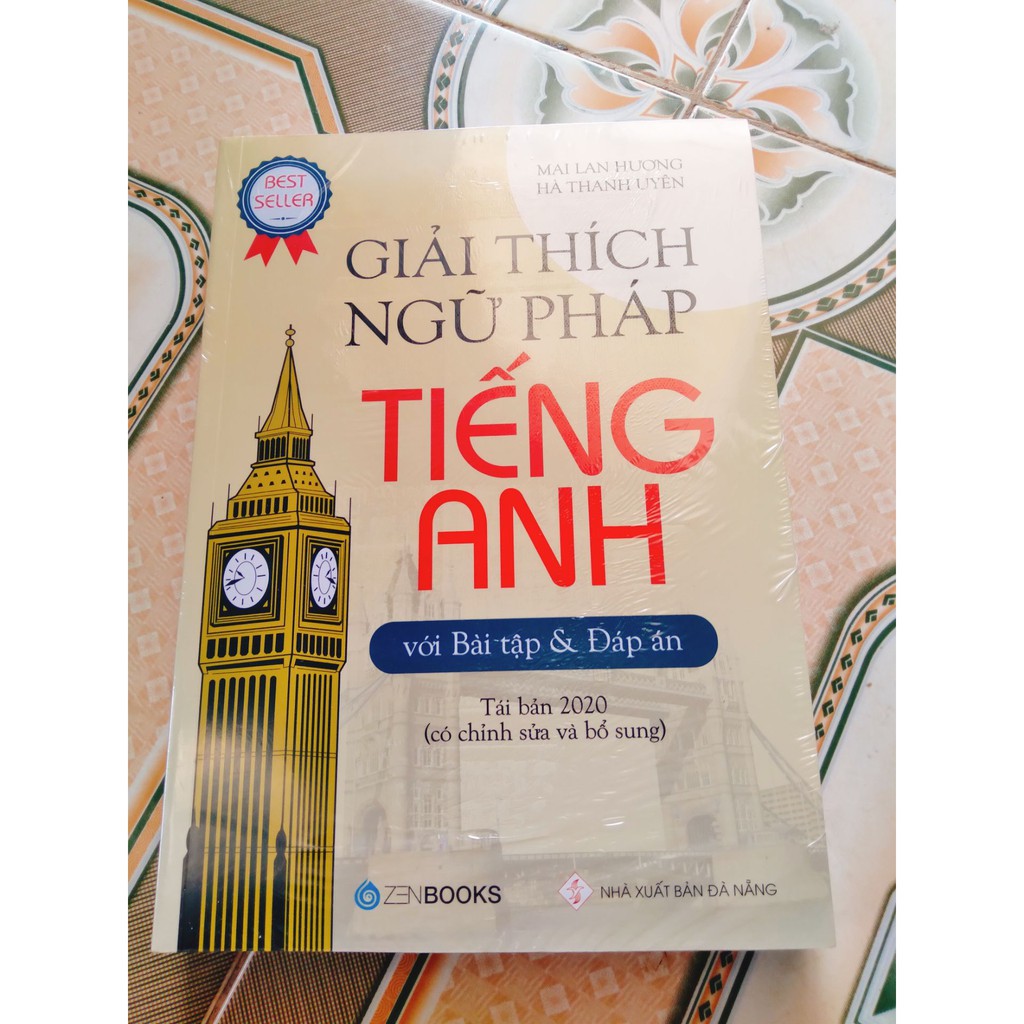 MAI LAN HƯƠNG
HÀ THANH UYÊN
BEST
SELLER
GIẢI THÍCH
NGỮ PHÁP
TIẾNG
ANH
với Bài tập & Đáp án
Tái bản 2020
(có chỉnh sửa và bổ sung)
ZENBOOKS
NHÀ XUẤT BẢN ĐÀ NẴNG